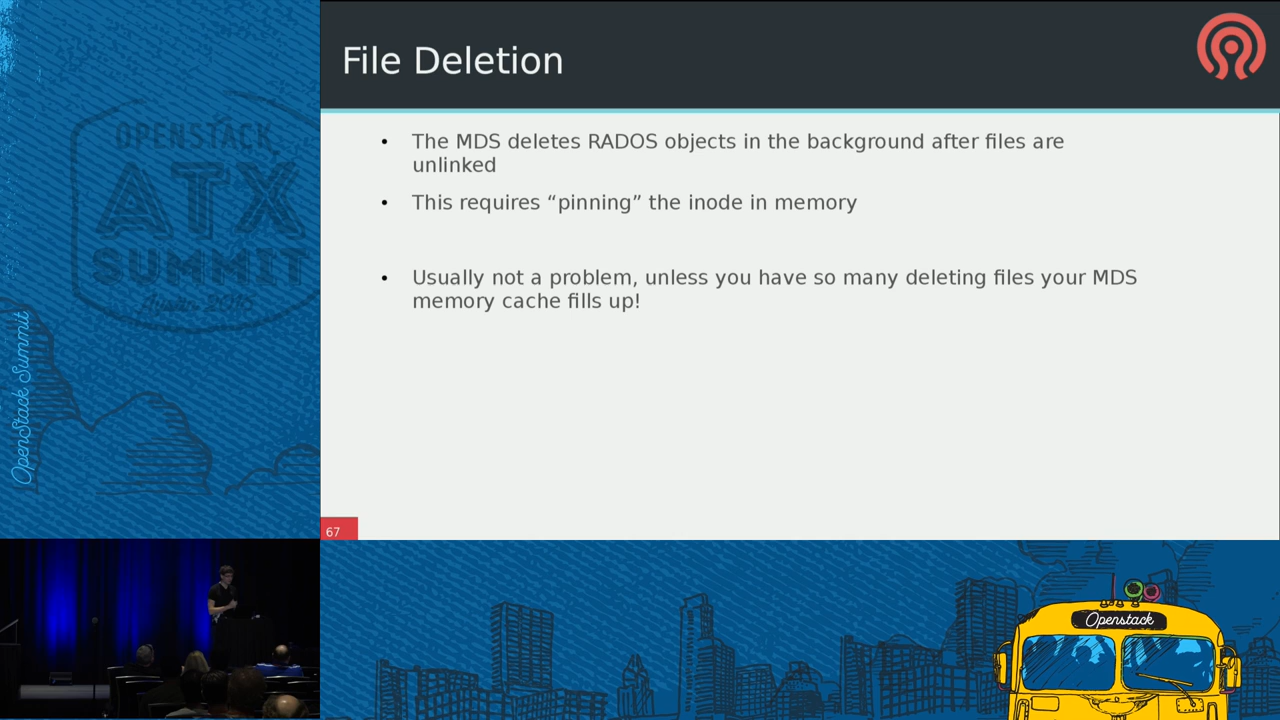 File Deletion
• The MDS deletes RADOS objects in the background after files are
unlinked
• This requires “pinning” the inode in memory
• Usually not a problem, unless you have so many deleting files your MDS
memory cache fills up!
67
OPENSTACK
ATX
SUMMIT
Austin 2016
OpenStack Summit
Openstack